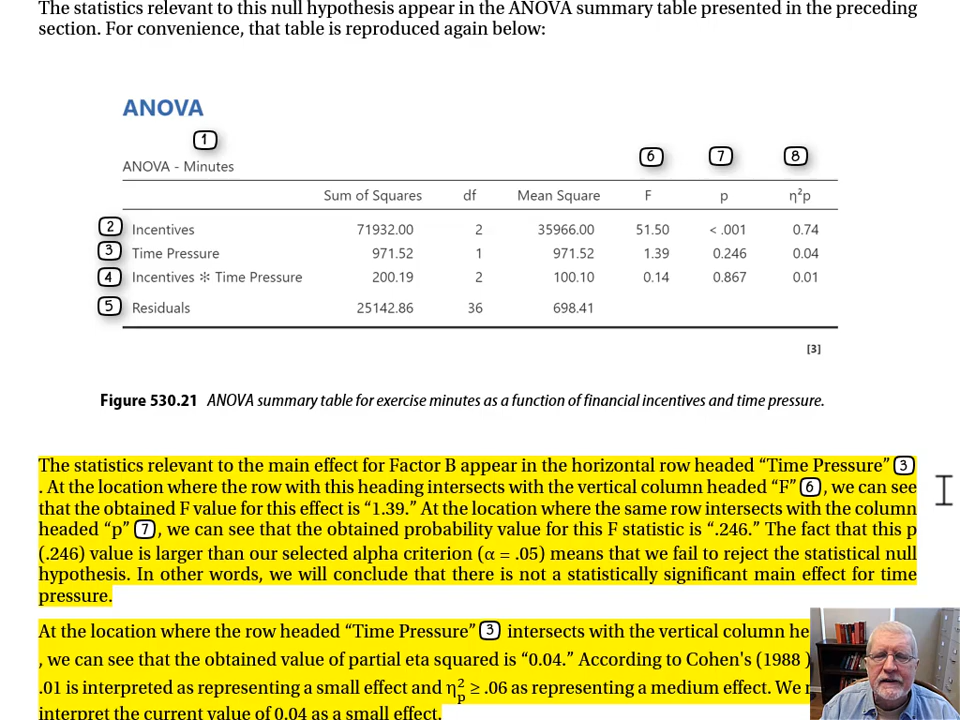 The statistics relevant to this null hypothesis appear in the ANOVA summary table presented in the preceding
section. For convenience, that table is reproduced again below:
ANOVA
1
ANOVA - Minutes
6 7 8
Sum of Squares df Mean Square F p η²p
2 Incentives 71932.00 2 35966.00 51.50 < .001 0.74
3 Time Pressure 971.52 1 971.52 1.39 0.246 0.04
4 Incentives ✻ Time Pressure 200.19 2 100.10 0.14 0.867 0.01
5 Residuals 25142.86 36 698.41
[3]
Figure 530.21 ANOVA summary table for exercise minutes as a function of financial incentives and time pressure.
The statistics relevant to the main effect for Factor B appear in the horizontal row headed “Time Pressure” 3
. At the location where the row with this heading intersects with the vertical column headed “F” 6 , we can see
that the obtained F value for this effect is “1.39.” At the location where the same row intersects with the column
headed “p” 7 , we can see that the obtained probability value for this F statistic is “.246.” The fact that this p
(.246) value is larger than our selected alpha criterion (α = .05) means that we fail to reject the statistical null
hypothesis. In other words, we will conclude that there is not a statistically significant main effect for time
pressure.
At the location where the row headed “Time Pressure” 3 intersects with the vertical column he
, we can see that the obtained value of partial eta squared is “0.04.” According to Cohen's (1988 )
.01 is interpreted as representing a small effect and η²p ≥ .06 as representing a medium effect. We
interpret the current value of 0.04 as a small effect.